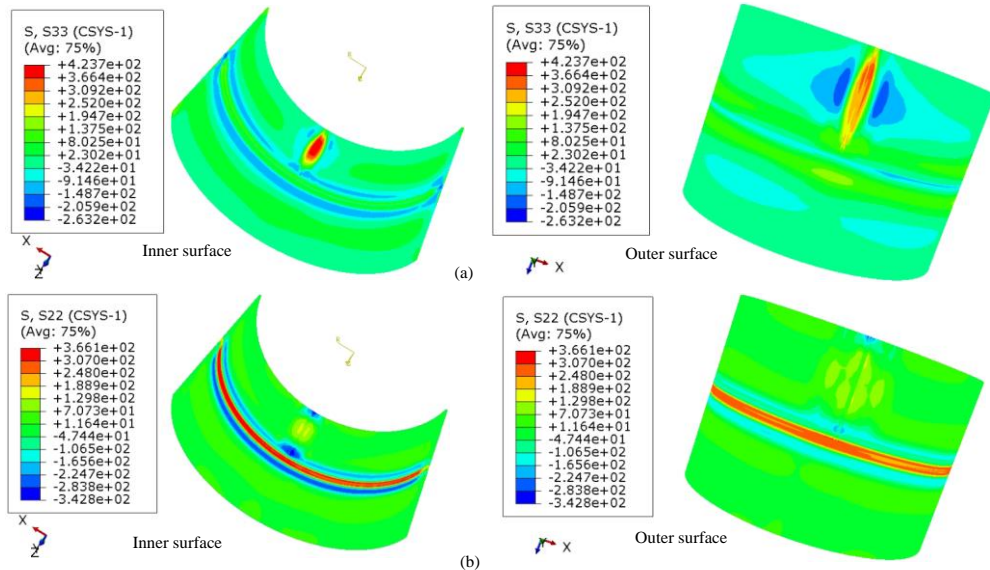 S, S33 (CSYS-1)
(Avg: 75%)
+4.237e+02
+3.664e+02
+3.092e+02
+2.520e+02
+1.947e+02
+1.375e+02
+8.025e+01
+2.302e+01
-3.422e+01
-9.146e+01
-1.487e+02
-2.059e+02
-2.632e+02
X
Z
Inner surface
S, S33 (CSYS-1)
(Avg: 75%)
+4.237e+02
+3.664e+02
+3.092e+02
+2.520e+02
+1.947e+02
+1.375e+02
+8.025e+01
+2.302e+01
-3.422e+01
-9.146e+01
-1.487e+02
-2.059e+02
-2.632e+02
Y
X
Outer surface
(a)
S, S22 (CSYS-1)
(Avg: 75%)
+3.661e+02
+3.070e+02
+2.480e+02
+1.889e+02
+1.298e+02
+7.073e+01
+1.164e+01
-4.744e+01
-1.065e+02
-1.656e+02
-2.247e+02
-2.838e+02
-3.428e+02
X
Z
Inner surface
S, S22 (CSYS-1)
(Avg: 75%)
+3.661e+02
+3.070e+02
+2.480e+02
+1.889e+02
+1.298e+02
+7.073e+01
+1.164e+01
-4.744e+01
-1.065e+02
-1.656e+02
-2.247e+02
-2.838e+02
-3.428e+02
Y
X
Outer surface
(b)